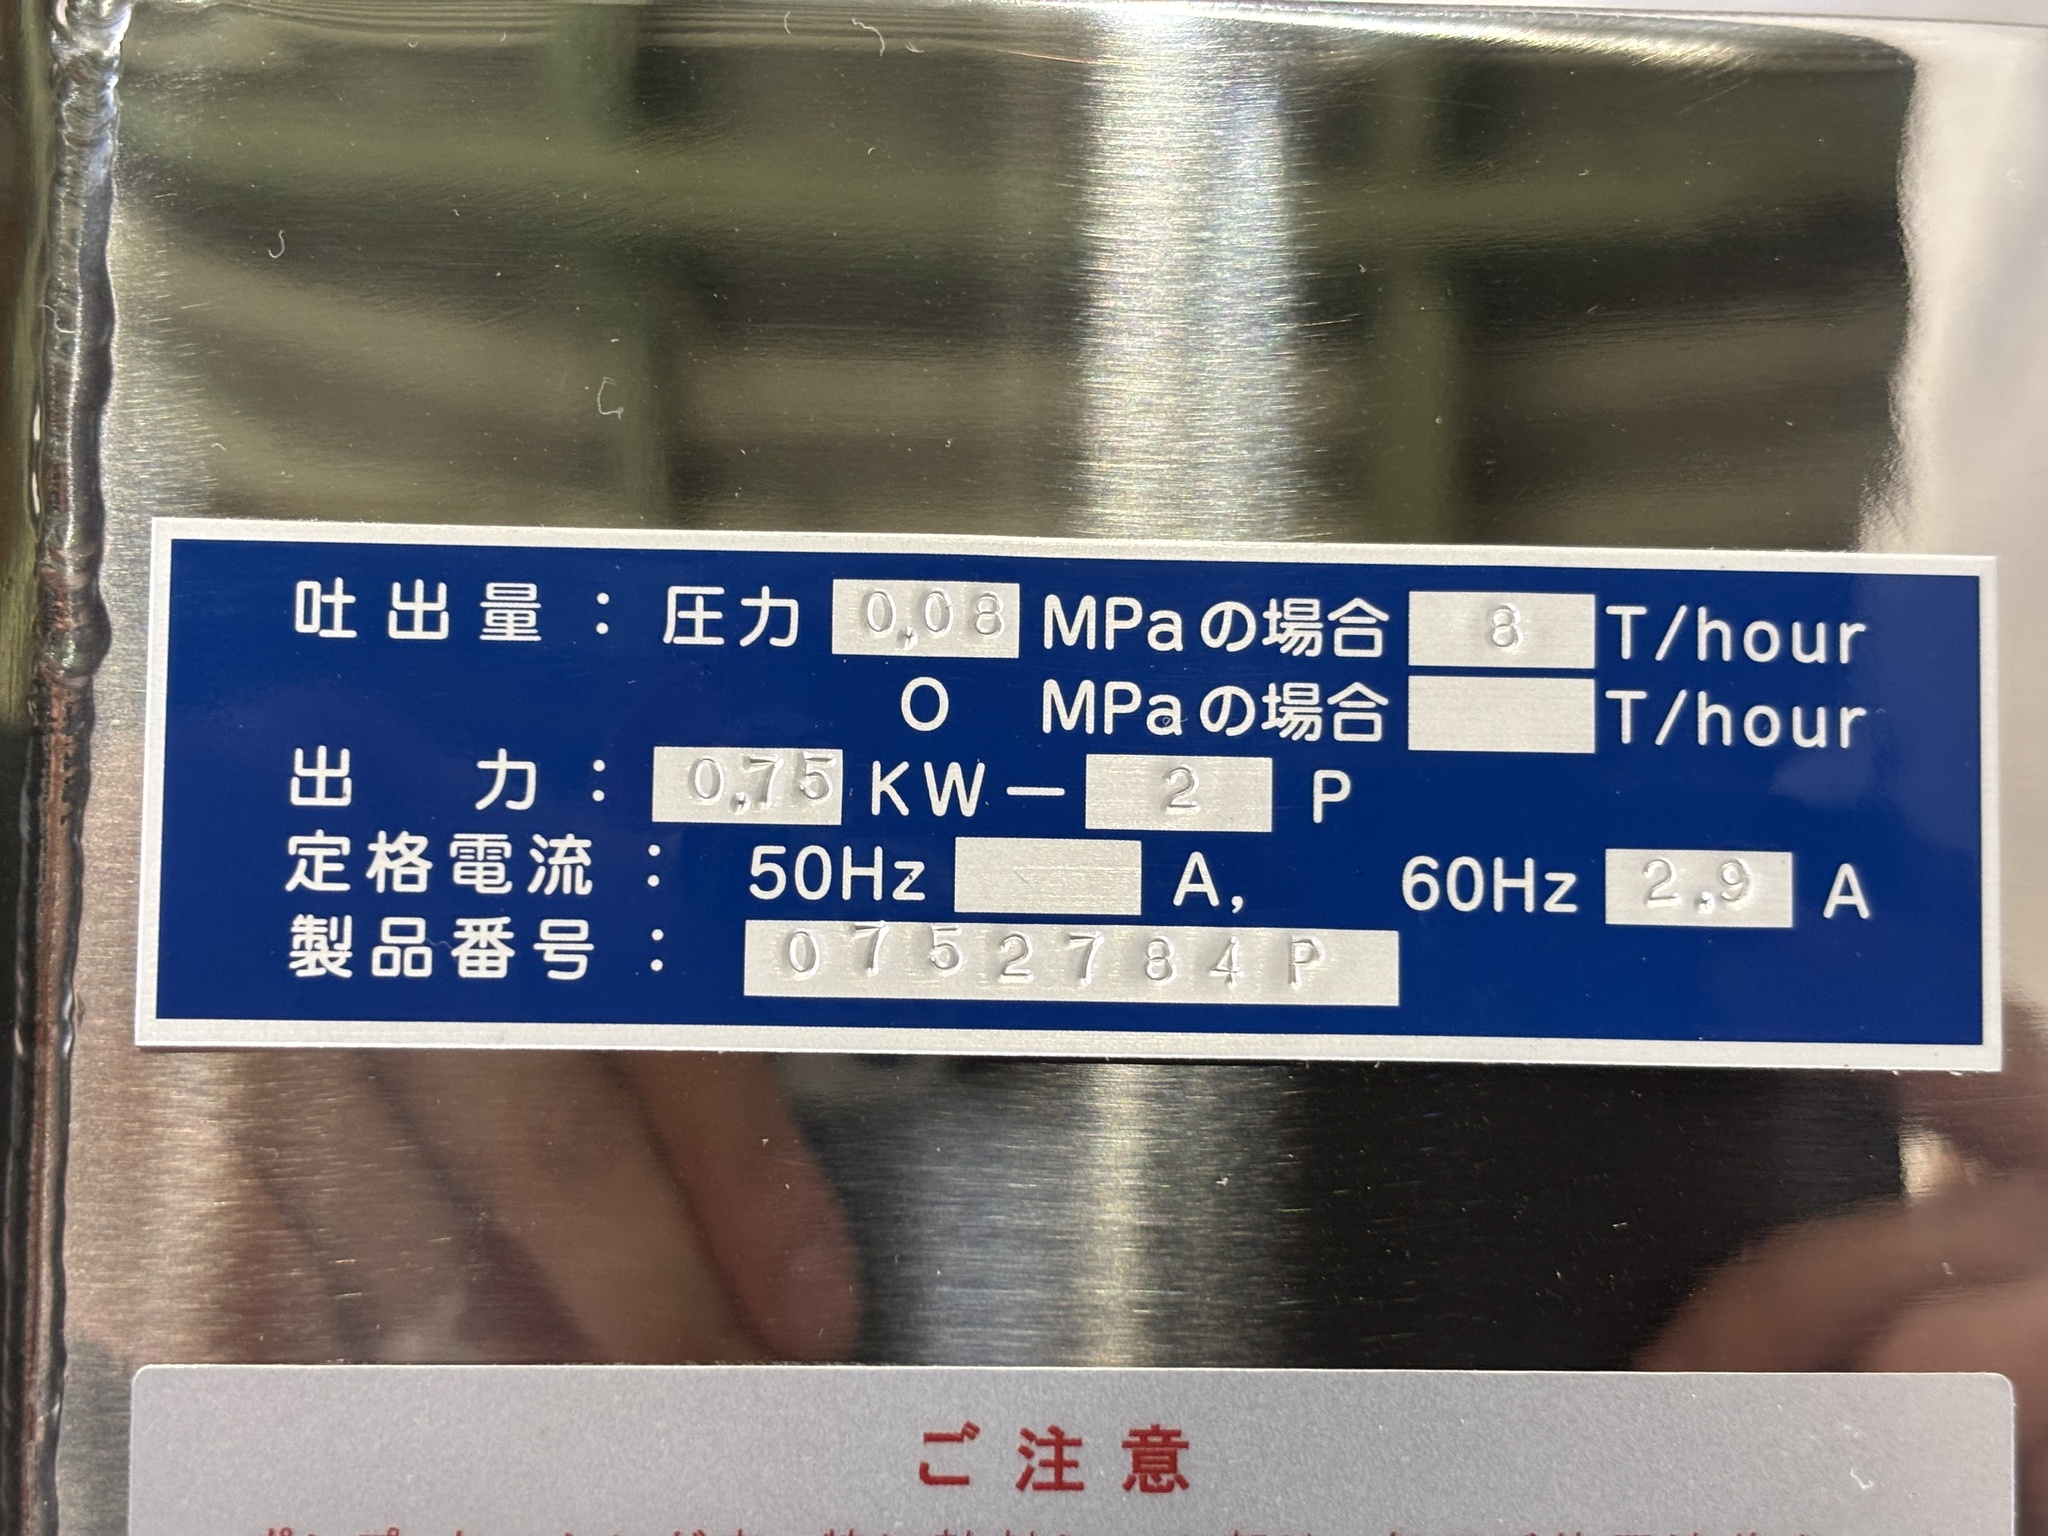 吐出量：圧力 0.08 MPaの場合 8 T/hour
0 MPaの場合 T/hour
出力： 0.75 KW－ 2 P
定格電流： 50Hz A, 60Hz 2.9 A
製品番号： 0752784P
ご注意